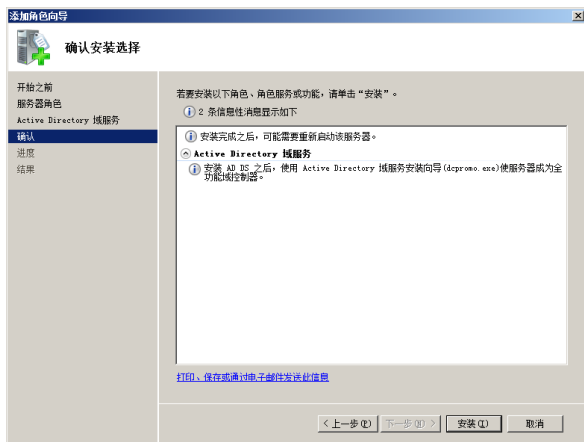 添加角色向导
确认安装选择
开始之前
服务器角色
Active Directory 域服务
确认
进度
结果
若要安装以下角色、角色服务或功能，请单击“安装”。
2 条信息性消息显示如下
安装完成之后，可能需要重新启动该服务器。
Active Directory 域服务
安装 AD DS 之后，使用 Active Directory 域服务安装向导(dcpromo.exe)使服务器成为全
功能域控制器。
打印、保存或通过电子邮件发送此信息
< 上一步(P)
下一步(N) >
安装(I)
取消